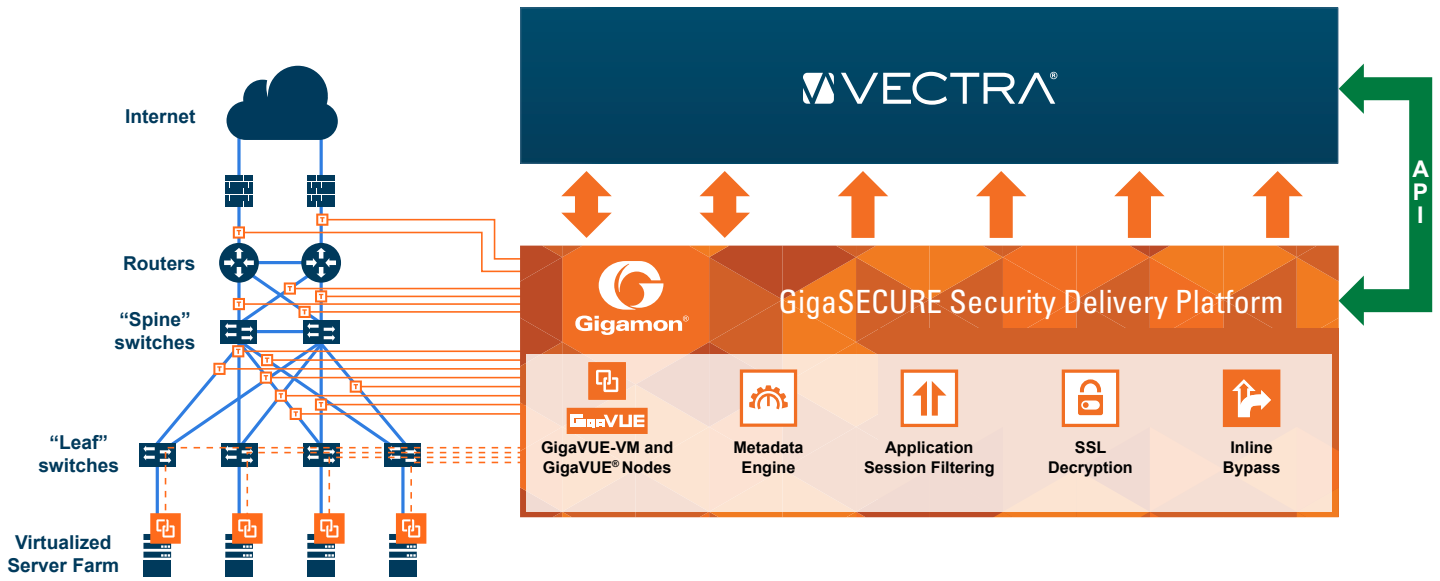 VECTRA®
Internet
API
Routers
Gigamon®
GigaSECURE Security Delivery Platform
“Spine”
switches
T
T
T
T
T
T
T
T
T
T
T
T
T
T
GigaVUE
GigaVUE-VM and
GigaVUE® Nodes
Metadata
Engine
Application
Session Filtering
SSL
Decryption
Inline
Bypass
“Leaf”
switches
Virtualized
Server Farm